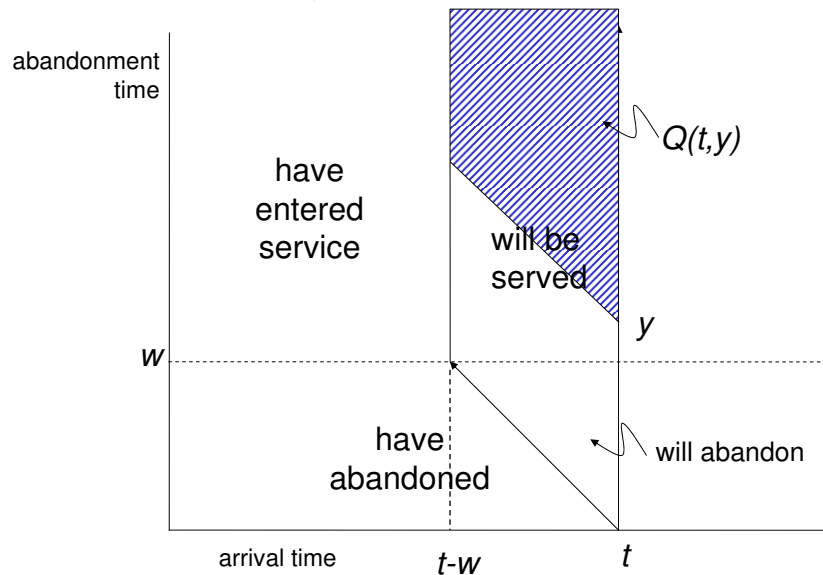 abandonment
time
Q(t,y)
have
entered
service
will be
served
y
w
have
abandoned
will abandon
arrival time
t-w
t